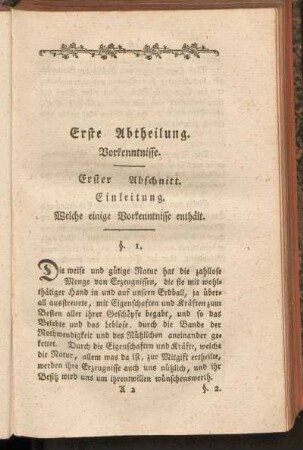 Erste Abtheilung.
Vorkenntnisse.
Erster Abschnitt.
Einleitung.
Welche einige Vorkenntnisse enthält.
§. 1.
Die weise und gütige Natur hat die zahllose
Menge von Erzeugnissen, die sie mit wohl-
thätiger Hand in und auf unsern Erdball, ja über-
all ausstreuete, mit Eigenschaften und Kräften zum
Besten aller ihrer Geschöpfe begabt, und so das
Belebte und das leblose, durch die Bande der
Nothwendigkeit und des Nützlichen aneinander ge-
kettet. Durch die Eigenschaften und Kräfte, welche
die Natur, allem was da ist, zur Mitgift ertheilte,
werden ihre Erzeugnisse auch uns nützlich, und ihr
Besitz wird uns um ihrentwillen wünschenswerth.
A 2 §. 2.